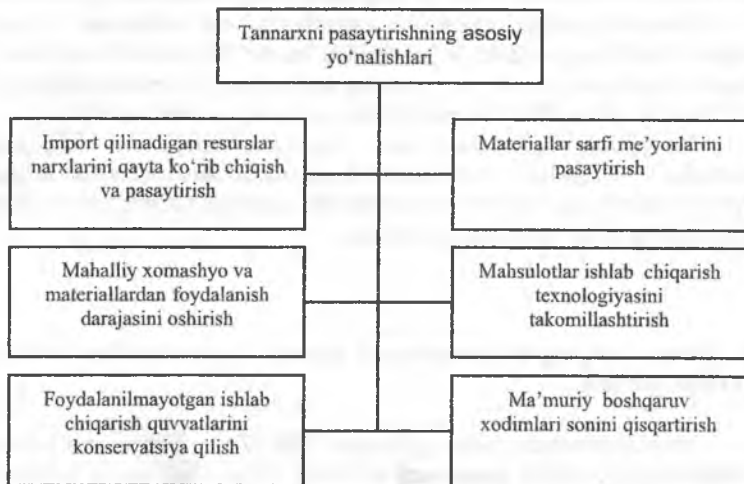 Tannarxni pasaytirishning asosiy
yo‘nalishlari
Import qilinadigan resurslar
narxlarini qayta ko‘rib chiqish
va pasaytirish
Materiallar sarfi me’yorlarini
pasaytirish
Mahalliy xomashyo va
materiallardan foydalanish
darajasini oshirish
Mahsulotlar ishlab chiqarish
texnologiyasini
takomillashtirish
Foydalanilmayotgan ishlab
chiqarish quvvatlarini
konservatsiya qilish
Ma’muriy boshqaruv
xodimlari sonini qisqartirish